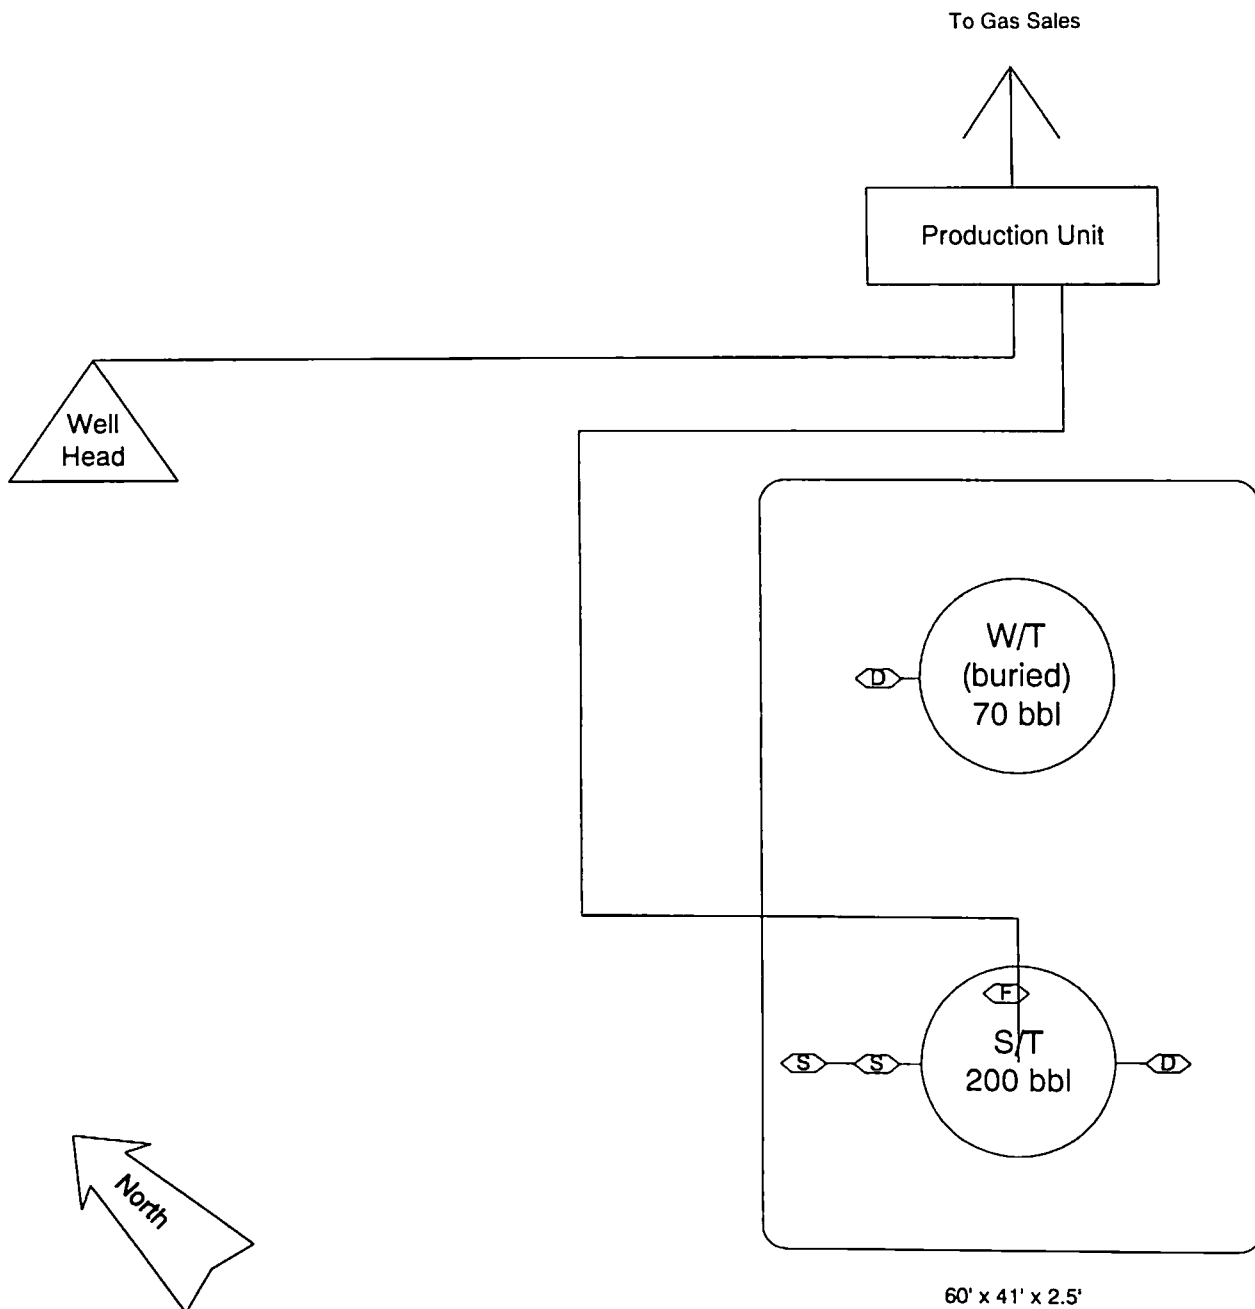 To Gas Sales
Production Unit
Well
Head
W/T
(buried)
70 bbl
D
F
S/T
200 bbl
S
S
D
North
60' x 41' x 2.5'